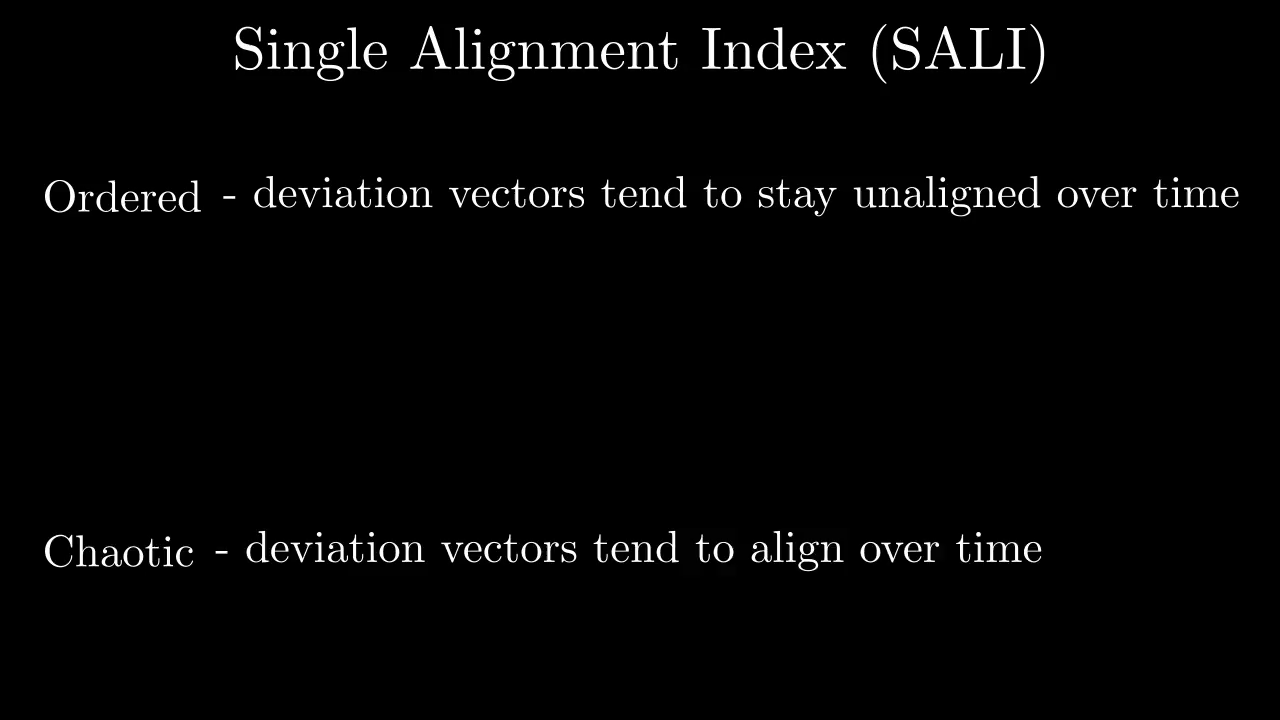 Single Alignment Index (SALI)
Ordered - deviation vectors tend to stay unaligned over time
Chaotic - deviation vectors tend to align over time